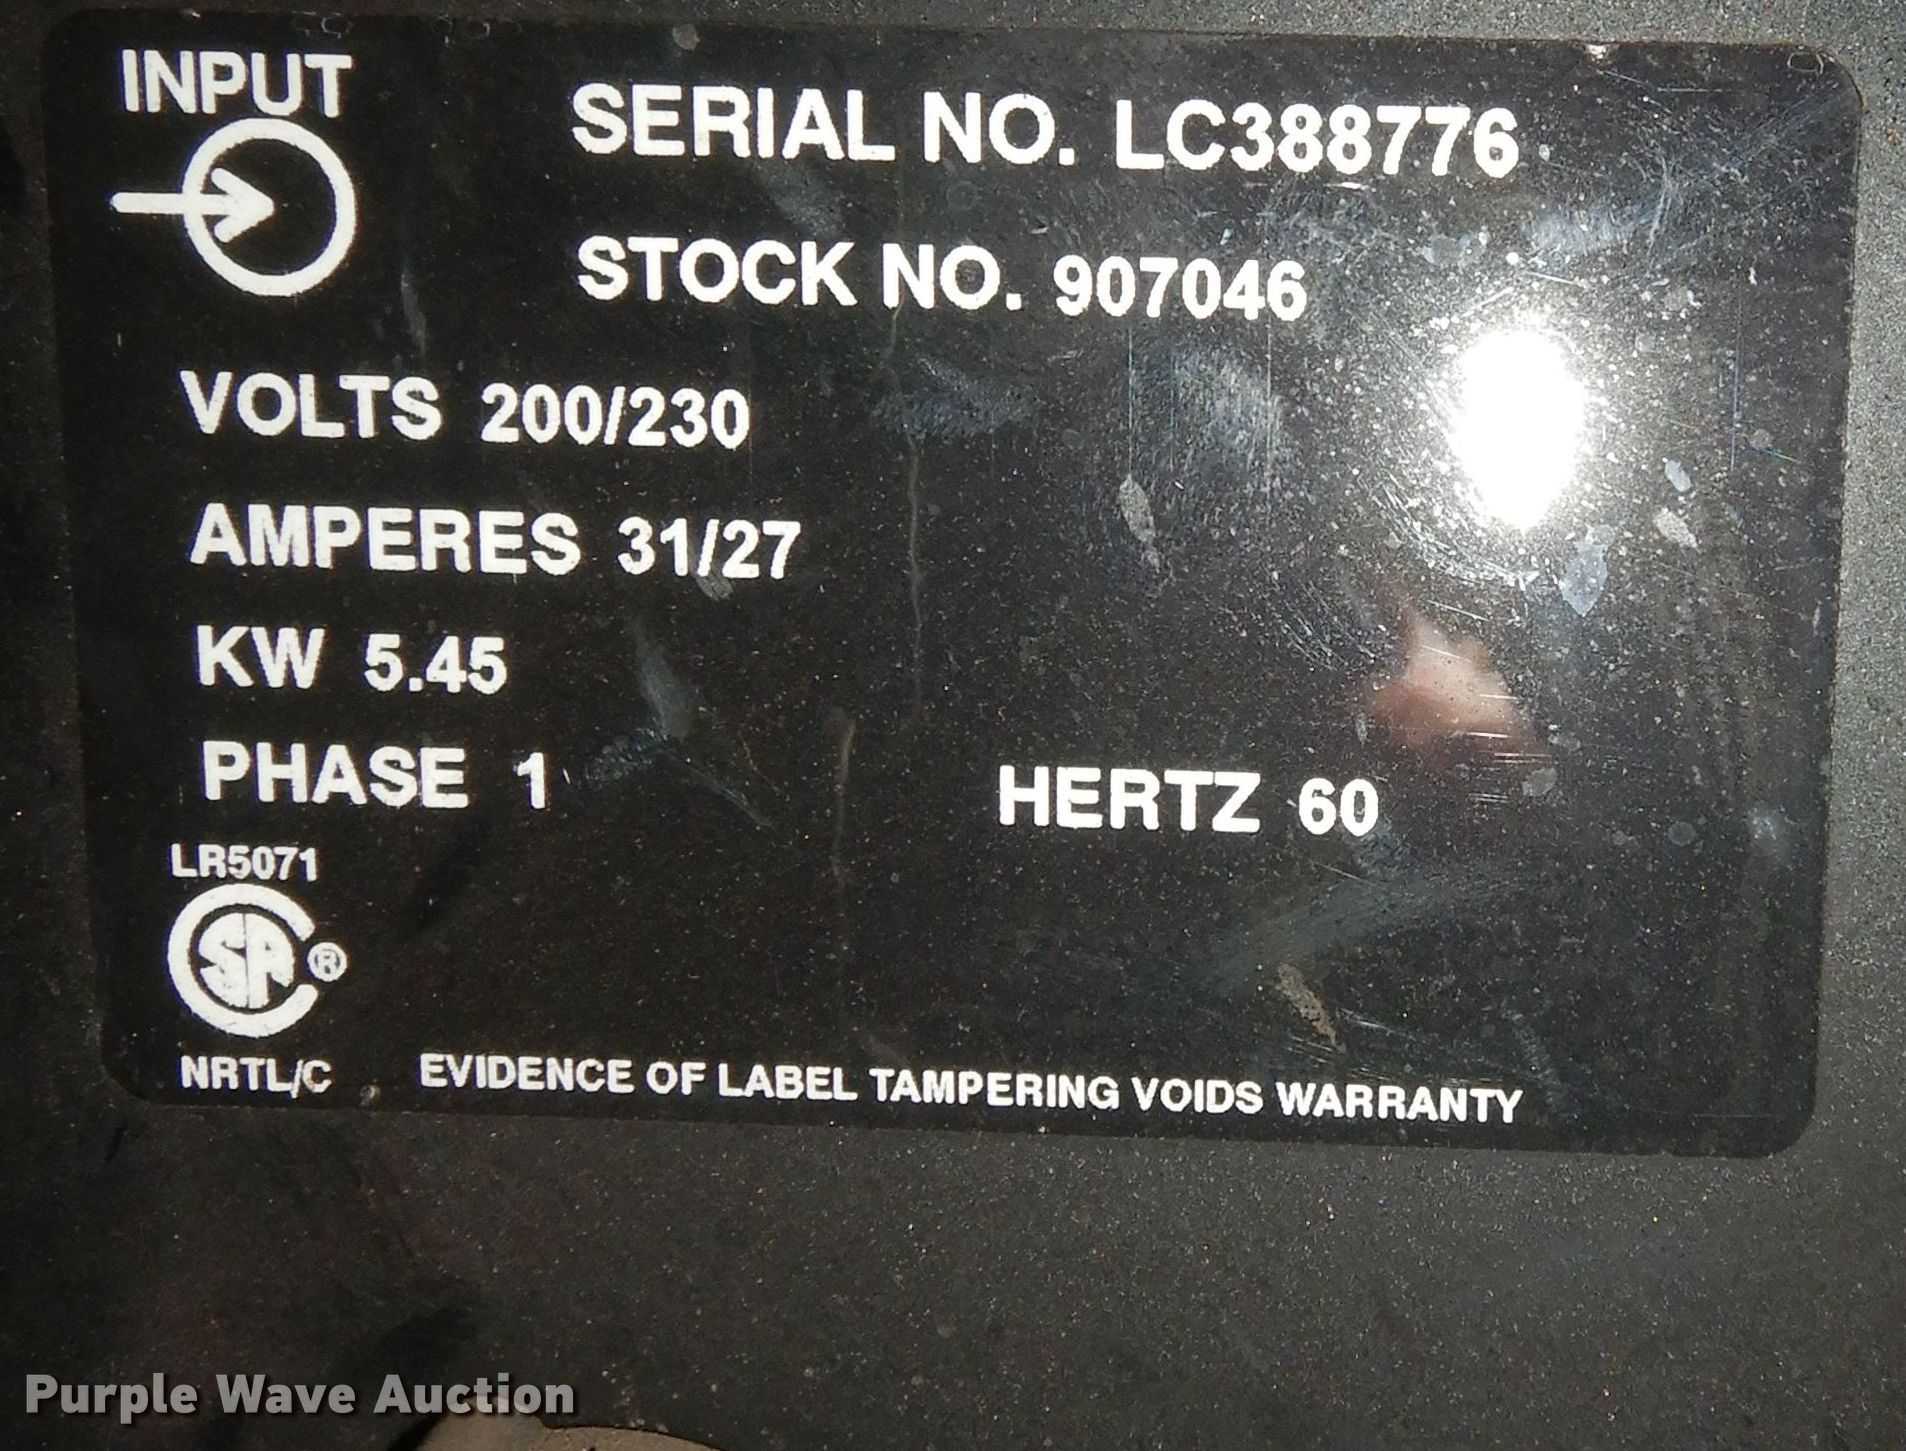 INPUT
SERIAL NO. LC388776
STOCK NO. 907046
VOLTS 200/230
AMPERES 31/27
KW 5.45
PHASE 1
HERTZ 60
LR5071
CSA®
NRTL/C
EVIDENCE OF LABEL TAMPERING VOIDS WARRANTY
Purple Wave Auction